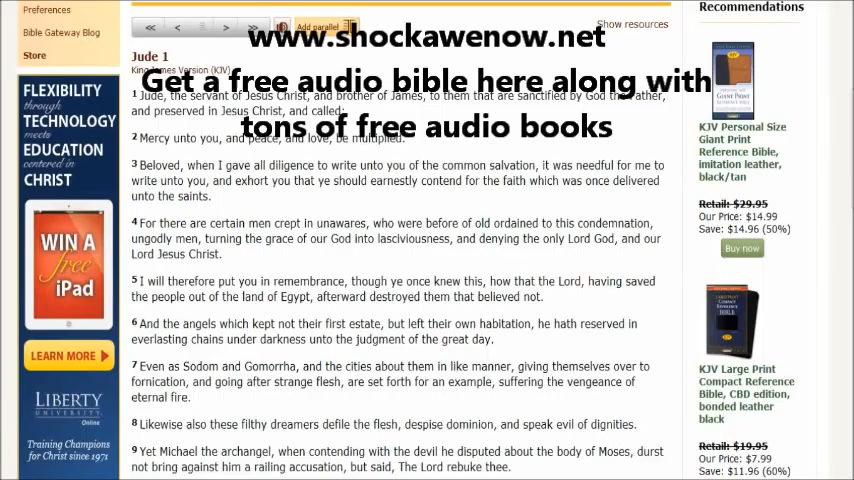 Preferences
Bible Gateway Blog
Store
FLEXIBILITY
through
TECHNOLOGY
meets
EDUCATION
centered in
CHRIST
WIN A
free
iPad
LEARN MORE
LIBERTY
UNIVERSITY
Online
Training Champions
for Christ since 1971
Add parallel
Show resources
www.shockawenow.net
Get a free audio bible here along with
tons of free audio books
Jude 1
King James Version (KJV)
1 Jude, the servant of Jesus Christ, and brother of James, to them that are sanctified by God the Father,
and preserved in Jesus Christ, and called:
2 Mercy unto you, and peace, and love, be multiplied.
3 Beloved, when I gave all diligence to write unto you of the common salvation, it was needful for me to
write unto you, and exhort you that ye should earnestly contend for the faith which was once delivered
unto the saints.
4 For there are certain men crept in unawares, who were before of old ordained to this condemnation,
ungodly men, turning the grace of our God into lasciviousness, and denying the only Lord God, and our
Lord Jesus Christ.
5 I will therefore put you in remembrance, though ye once knew this, how that the Lord, having saved
the people out of the land of Egypt, afterward destroyed them that believed not.
6 And the angels which kept not their first estate, but left their own habitation, he hath reserved in
everlasting chains under darkness unto the judgment of the great day.
7 Even as Sodom and Gomorrha, and the cities about them in like manner, giving themselves over to
fornication, and going after strange flesh, are set forth for an example, suffering the vengeance of
eternal fire.
8 Likewise also these filthy dreamers defile the flesh, despise dominion, and speak evil of dignities.
9 Yet Michael the archangel, when contending with the devil he disputed about the body of Moses, durst
not bring against him a railing accusation, but said, The Lord rebuke thee.
Recommendations
GIANT PRINT
KJV Personal Size
Giant Print
Reference Bible,
imitation leather,
black/tan
Retail: $29.95
Our Price: $14.99
Save: $14.96 (50%)
Buy now
KJV Large Print
Compact Reference
Bible, CBD edition,
bonded leather
black
Retail: $19.95
Our Price: $7.99
Save: $11.96 (60%)